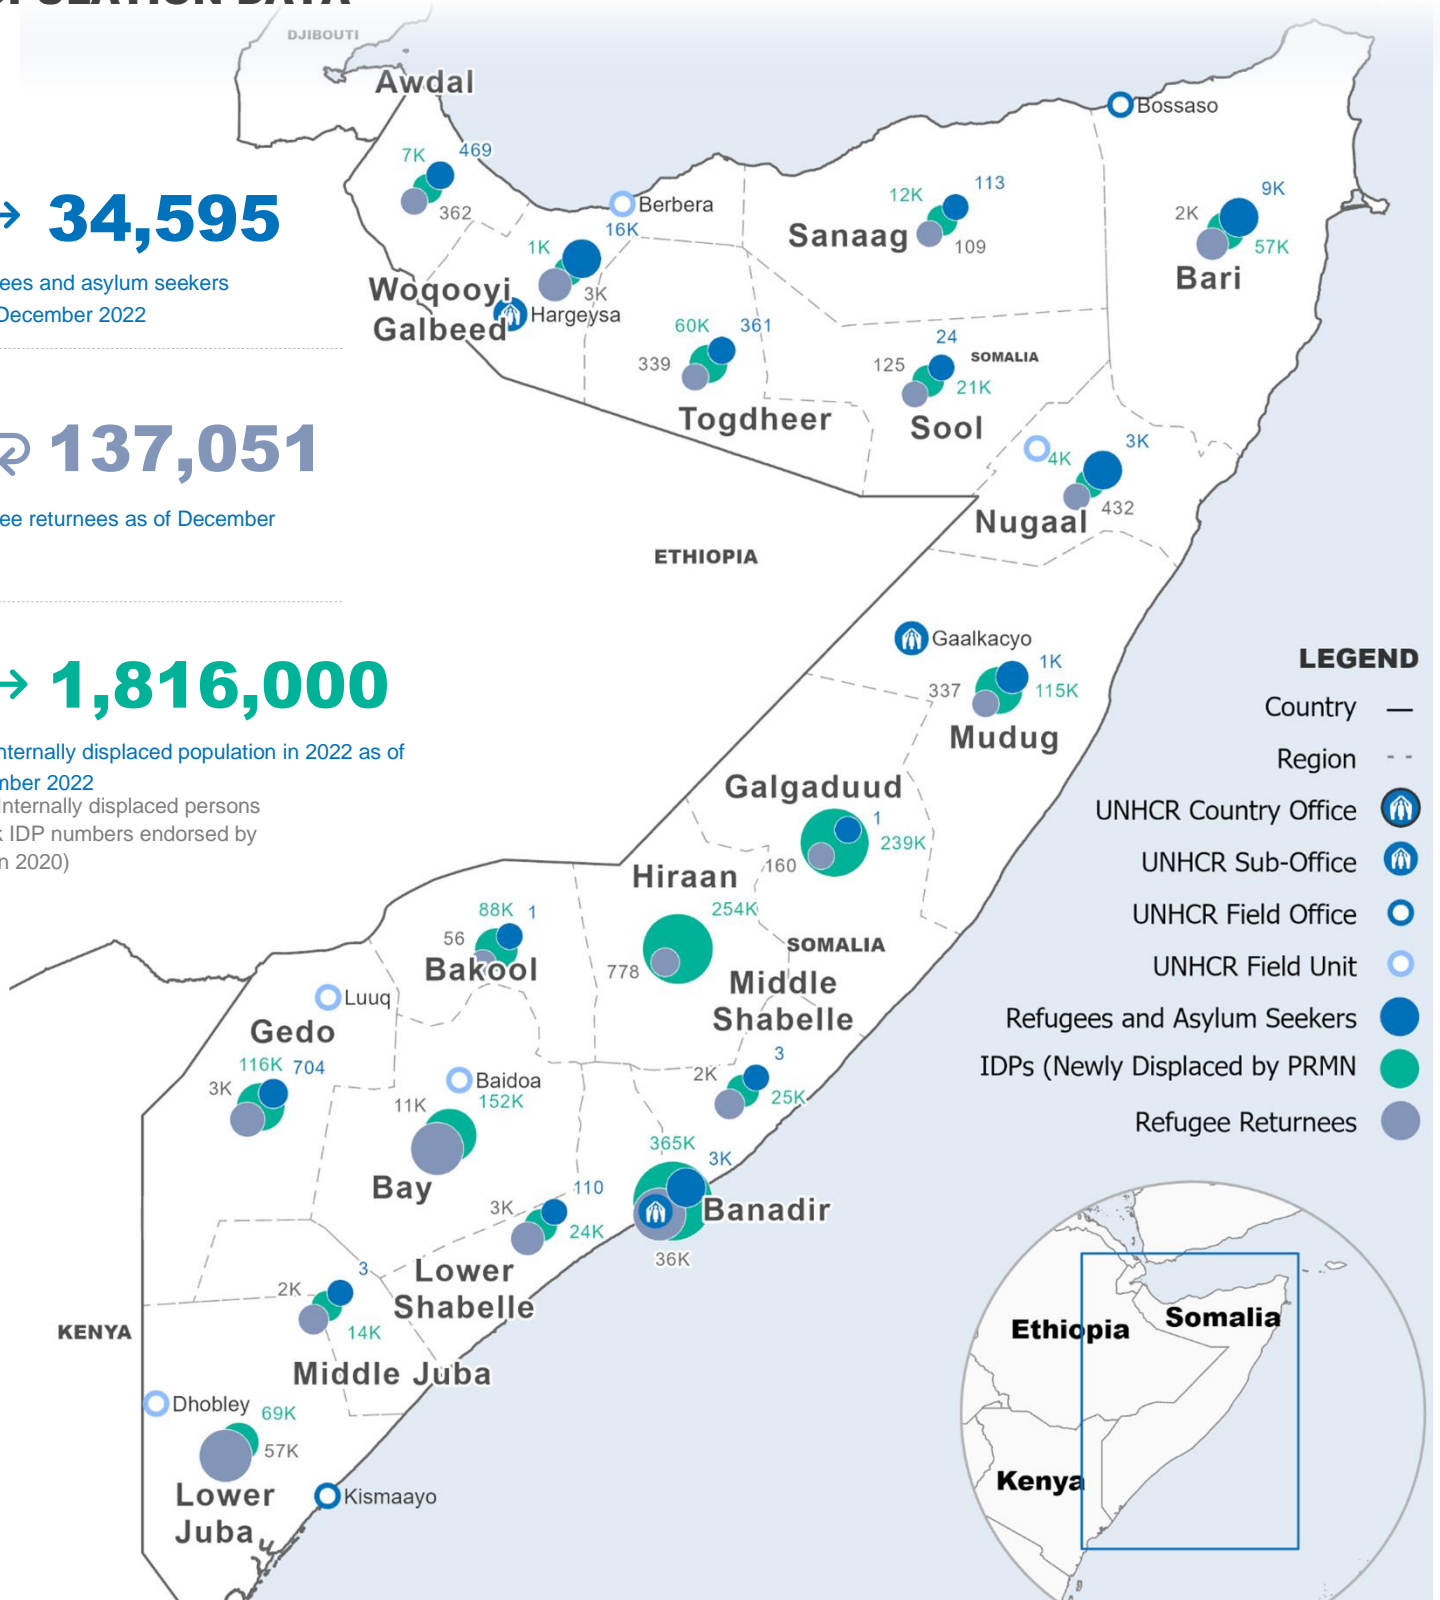 DJIBOUTI
Awdal
Bossaso
7K
469
362
→ 34,595
ees and asylum seekers
December 2022
Berbera
16K
1K
3K
Woqooyi
Galbeed
Hargeysa
12K
113
Sanaag
109
9K
2K
57K
Bari
60K
361
339
Togdheer
24
SOMALIA
125
21K
Sool
137,051
ee returnees as of December
3K
4K
432
Nugaal
ETHIOPIA
→ 1,816,000
nternally displaced population in 2022 as of
mber 2022
Internally displaced persons
k IDP numbers endorsed by
n 2020)
Gaalkacyo
1K
337
115K
Mudug
Galgaduud
1
239K
160
Hiraan
254K
778
SOMALIA
88K
1
56
Bakool
Middle
Shabelle
3
2K
25K
Luuq
Gedo
116K
704
3K
Baidoa
11K
152K
Bay
365K
3K
Banadir
36K
110
3K
24K
Lower
Shabelle
3
2K
14K
KENYA
Middle Juba
Dhobley
69K
57K
Lower
Juba
Kismaayo
LEGEND
Country
Region
UNHCR Country Office
UNHCR Sub-Office
UNHCR Field Office
UNHCR Field Unit
Refugees and Asylum Seekers
IDPs (Newly Displaced by PRMN
Refugee Returnees
Somalia
Ethiopia
Kenya